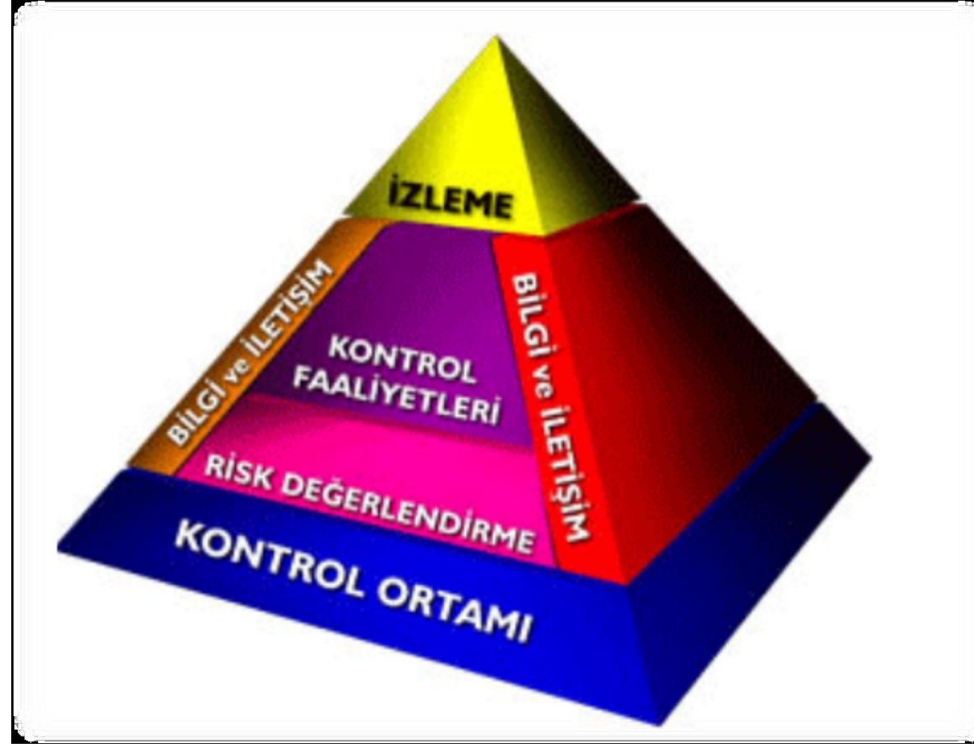 İZLEME
BİLGİ ve İLETİŞİM
KONTROL
FAALİYETLERİ
BİLGİ ve İLETİŞİM
RİSK DEĞERLENDİRME
KONTROL ORTAMI